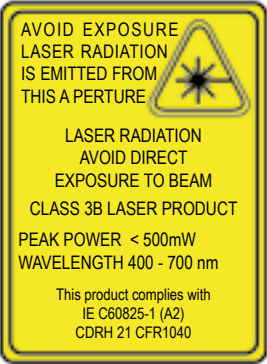 AVOID EXPOSURE
LASER RADIATION
IS EMITTED FROM
THIS A PERTURE
LASER RADIATION
AVOID DIRECT
EXPOSURE TO BEAM
CLASS 3B LASER PRODUCT
PEAK POWER < 500mW
WAVELENGTH 400 - 700 nm
This product complies with
IE C60825-1 (A2)
CDRH 21 CFR1040